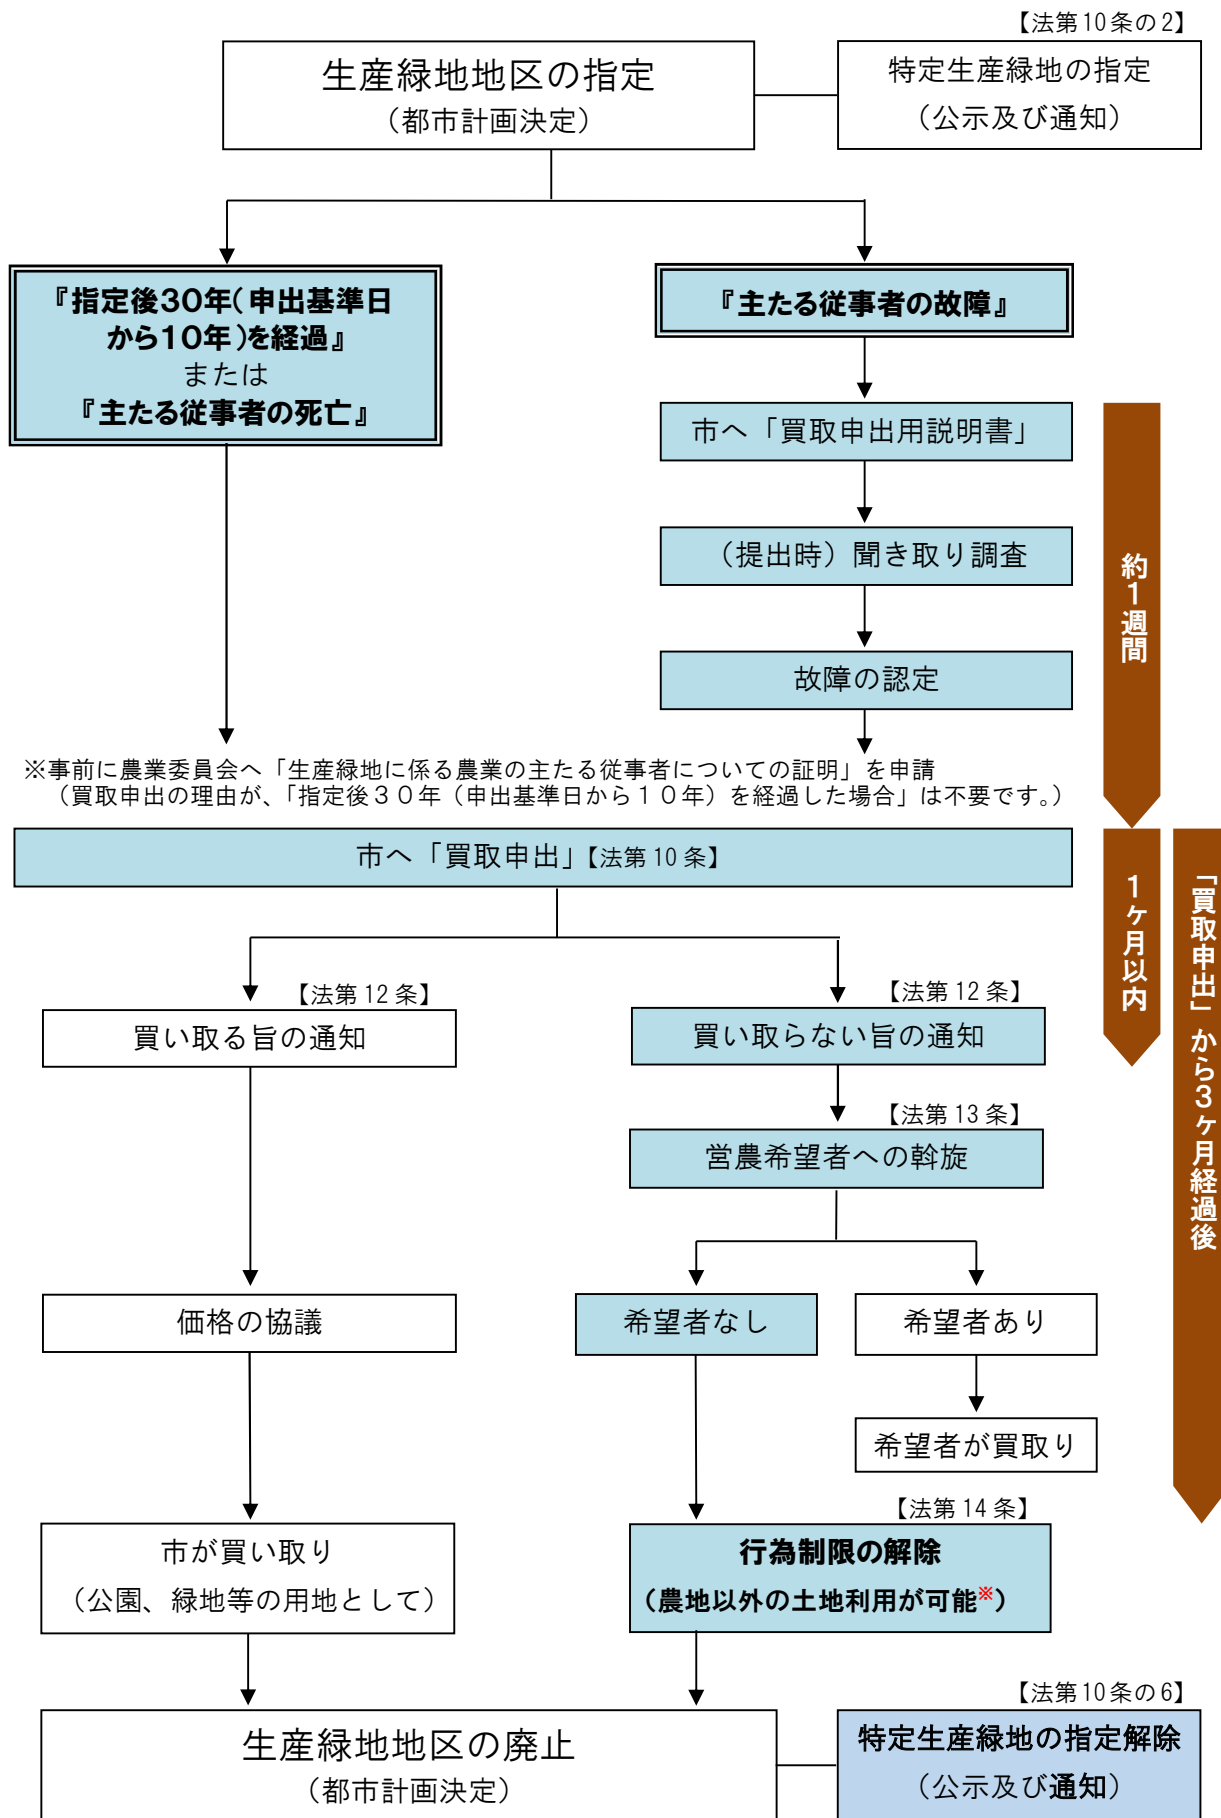 【法第10条の2】
生産緑地地区の指定
（都市計画決定）
特定生産緑地の指定
（公示及び通知）
『指定後30年（申出基準日
から10年）を経過』
または
『主たる従事者の死亡』
『主たる従事者の故障』
市へ「買取申出用説明書」
（提出時）聞き取り調査
故障の認定
約1週間
※事前に農業委員会へ「生産緑地に係る農業の主たる従事者についての証明」を申請
（買取申出の理由が、「指定後３０年（申出基準日から１０年）を経過した場合」は不要です。）
市へ「買取申出」【法第10条】
1ヶ月以内
「買取申出」から3ヶ月経過後
【法第12条】
買い取る旨の通知
【法第12条】
買い取らない旨の通知
【法第13条】
営農希望者への斡旋
価格の協議
希望者なし
希望者あり
希望者が買取り
市が買い取り
（公園、緑地等の用地として）
【法第14条】
行為制限の解除
（農地以外の土地利用が可能※）
【法第10条の6】
生産緑地地区の廃止
（都市計画決定）
特定生産緑地の指定解除
（公示及び通知）